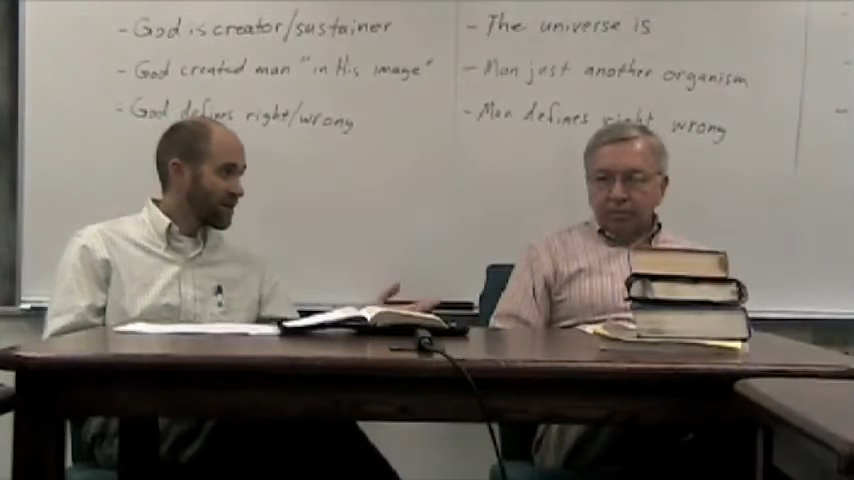 - God is creator/sustainer
- God created man "in His image"
- God defines right/wrong
- The universe is
- Man just another organism
- Man defines right wrong